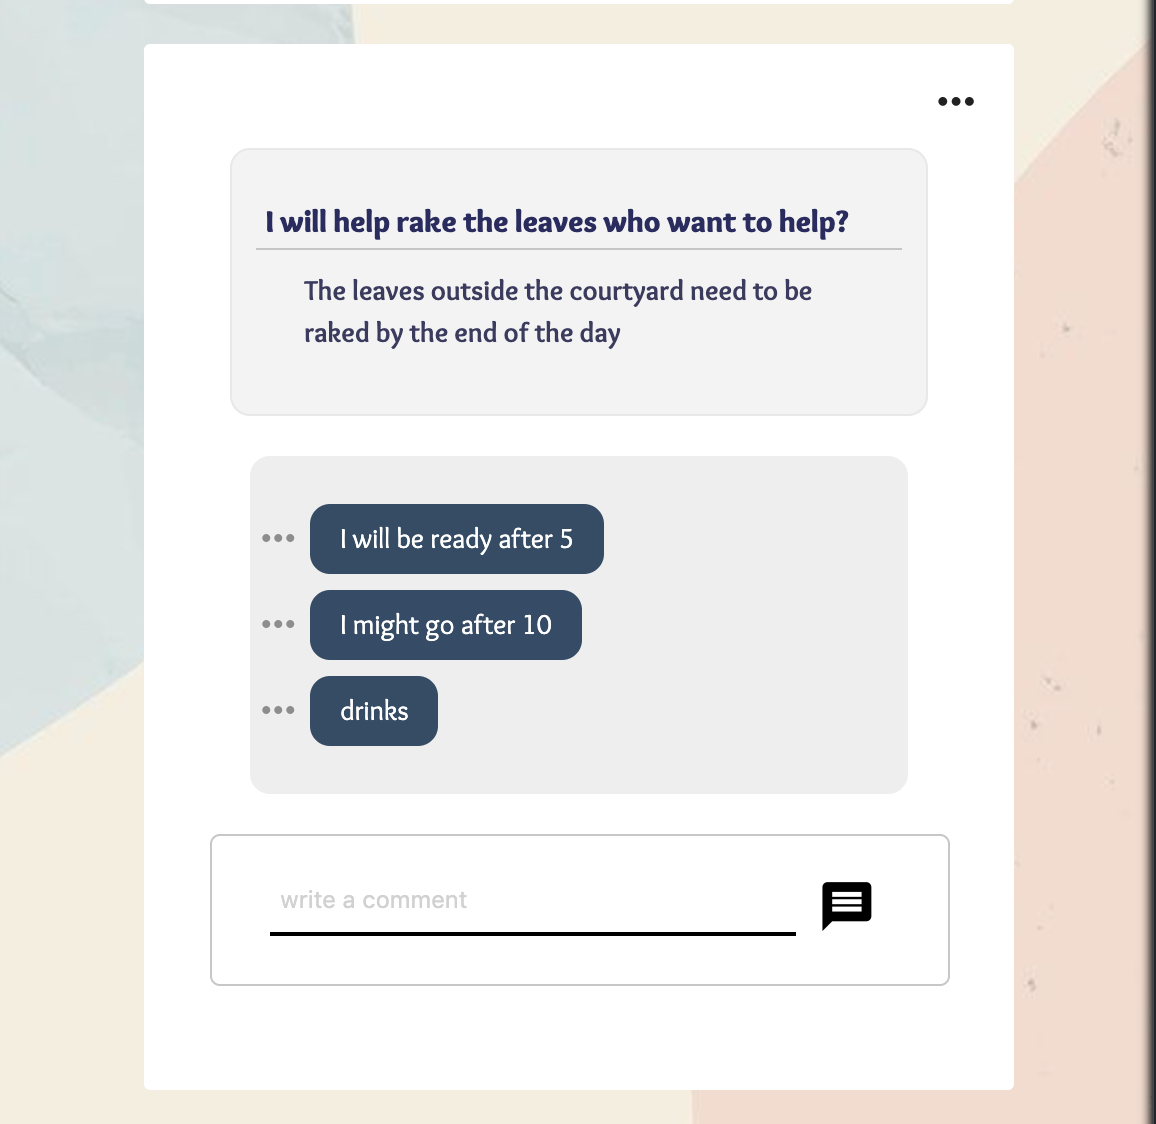 I will help rake the leaves who want to help?
The leaves outside the courtyard need to be
raked by the end of the day
I will be ready after 5
I might go after 10
drinks
write a comment